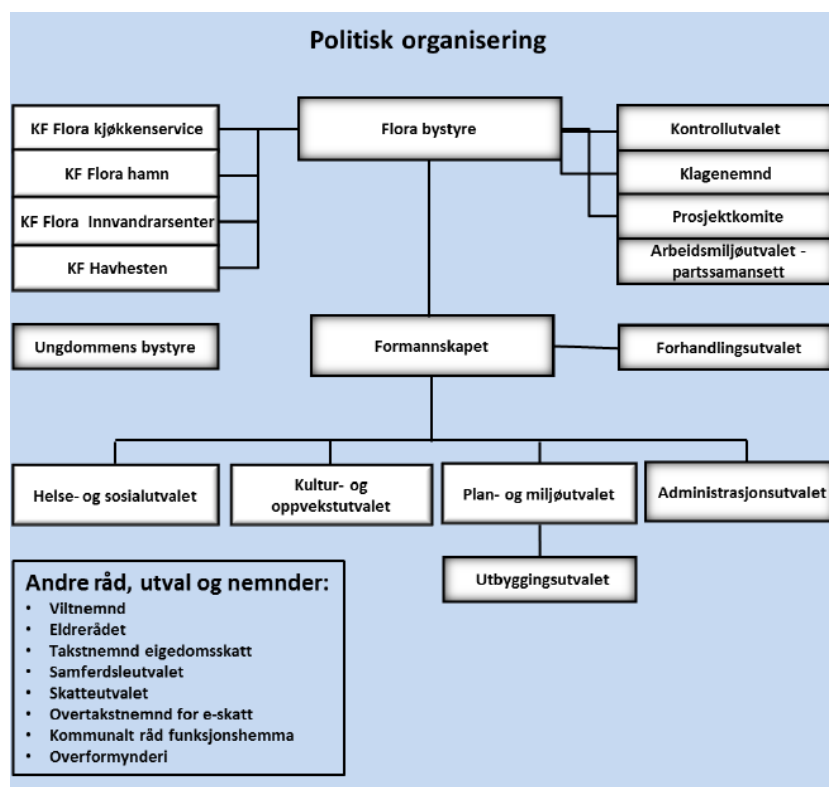 Politisk organisering
KF Flora kjøkkenservice
KF Flora hamn
KF Flora Innvandrarsenter
KF Havhesten
Flora bystyre
Kontrollutvalet
Klagenemnd
Prosjektkomite
Arbeidsmiljøutvalet -
partssamansett
Ungdommens bystyre
Formannskapet
Forhandlingsutvalet
Helse- og sosialutvalet
Kultur- og
oppvekstutvalet
Plan- og miljøutvalet
Administrasjonsutvalet
Utbyggingsutvalet
Andre råd, utval og nemnder:
• Viltnemnd
• Eldrerådet
• Takstnemnd eigedomsskatt
• Samferdsleutvalet
• Skatteutvalet
• Overtakstnemnd for e-skatt
• Kommunalt råd funksjonshemma
• Overformynderi